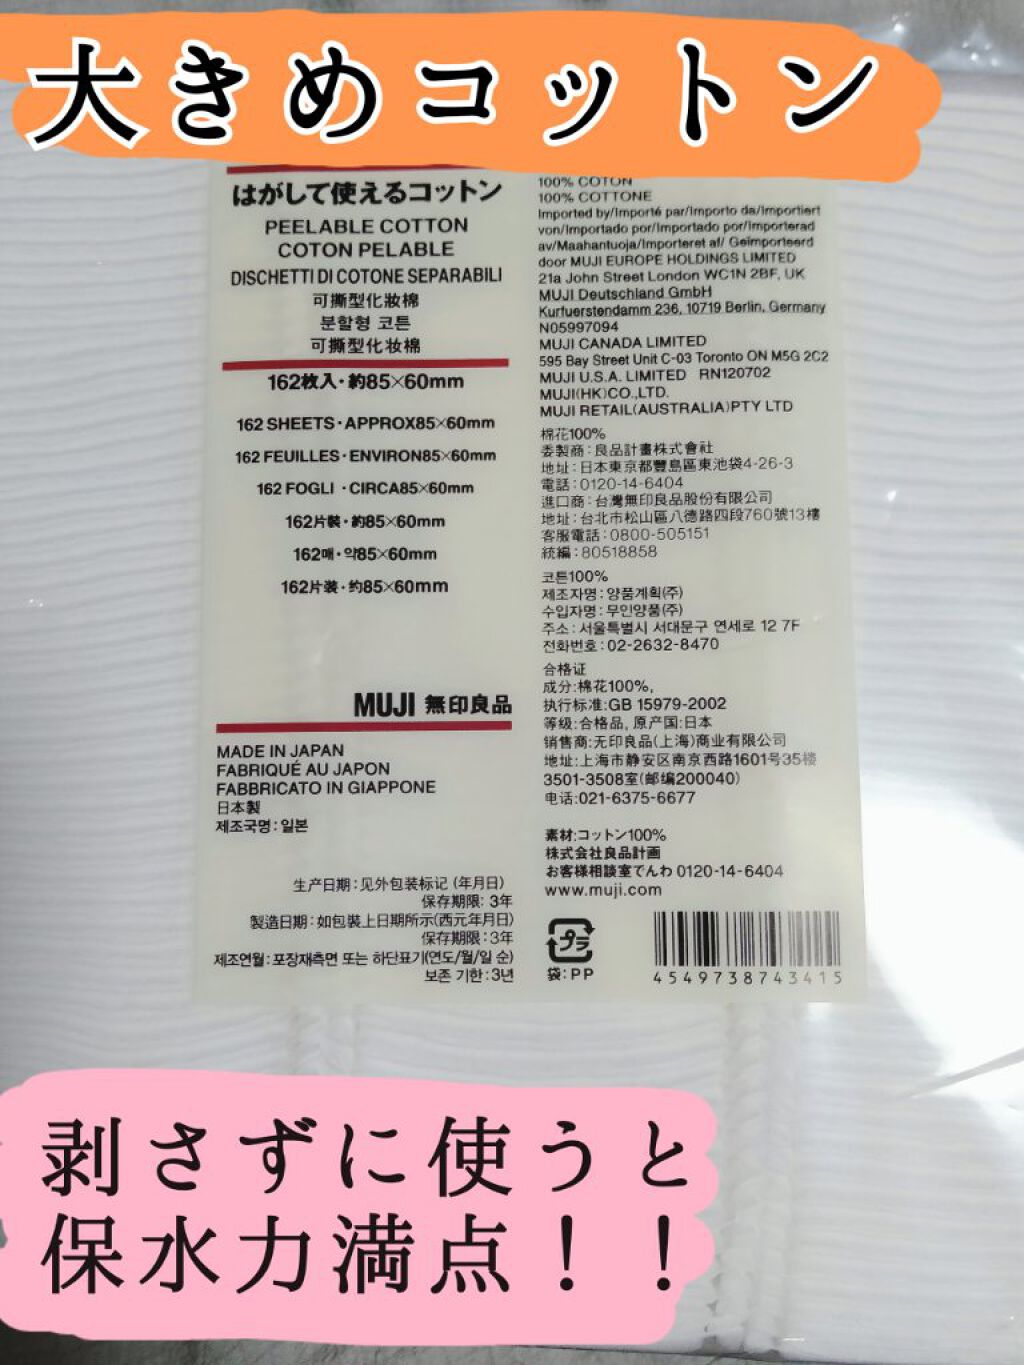 大きめコットン
はがして使えるコットン
PEELABLE COTTON
COTON PELABLE
DISCHETTI DI COTONE SEPARABILI
可撕型化妝棉
분할형 코튼
可撕型化妆棉
162枚入・約85×60mm
162 SHEETS・APPROX85×60mm
162 FEUILLES・ENVIRON85×60mm
162 FOGLI ・CIRCA85×60mm
162片裝・約85×60mm
162매・약85×60mm
162片装・约85×60mm
MUJI 無印良品
MADE IN JAPAN
FABRIQUÉ AU JAPON
FABBRICATO IN GIAPPONE
日本製
제조국명：일본
生产日期：见外包装标记 (年月日)
保存期限: 3年
製造日期：如包裝上日期所示(西元年月日)
保存期限：3年
제조연월：포장재측면 또는 하단표기(연도/월/일 순)
보존 기한：3년
100% COTON
100% COTTONE
Imported by/Importé par/Importo da/Importiert
von/Importado por/Importado por/Importerad
av/Maahantuoja/Importeret af/ Geïmporteerd
door MUJI EUROPE HOLDINGS LIMITED
21a John Street London WC1N 2BF, UK
MUJI Deutschland GmbH
Kurfuerstendamm 236, 10719 Berlin, Germany
N05997094
MUJI CANADA LIMITED
595 Bay Street Unit C-03 Toronto ON M5G 2C2
MUJI U.S.A. LIMITED RN120702
MUJI(HK)CO.,LTD.
MUJI RETAIL(AUSTRALIA)PTY LTD
棉花100%
委製商：良品計畫株式會社
地址：日本東京都豐島區東池袋4-26-3
電話：0120-14-6404
進口商：台灣無印良品股份有限公司
地址：台北市松山區八德路四段760號13樓
客服電話：0800-505151
統編：80518858
코튼100%
제조자명：양품계획(주)
수입자명：무인양품(주)
주소：서울특별시 서대문구 연세로 12 7F
전화번호：02-2632-8470
合格证
成分:棉花100%,
执行标准:GB 15979-2002
等级:合格品, 原产国:日本
销售商:无印良品(上海)商业有限公司
地址:上海市静安区南京西路1601号35楼
3501-3508室(邮编200040)
电话:021-6375-6677
素材:コットン100%
株式会社良品計画
お客様相談室でんわ 0120-14-6404
www.muji.com
プラ
袋：PP
4549738743415
剥さずに使うと
保水力満点！！